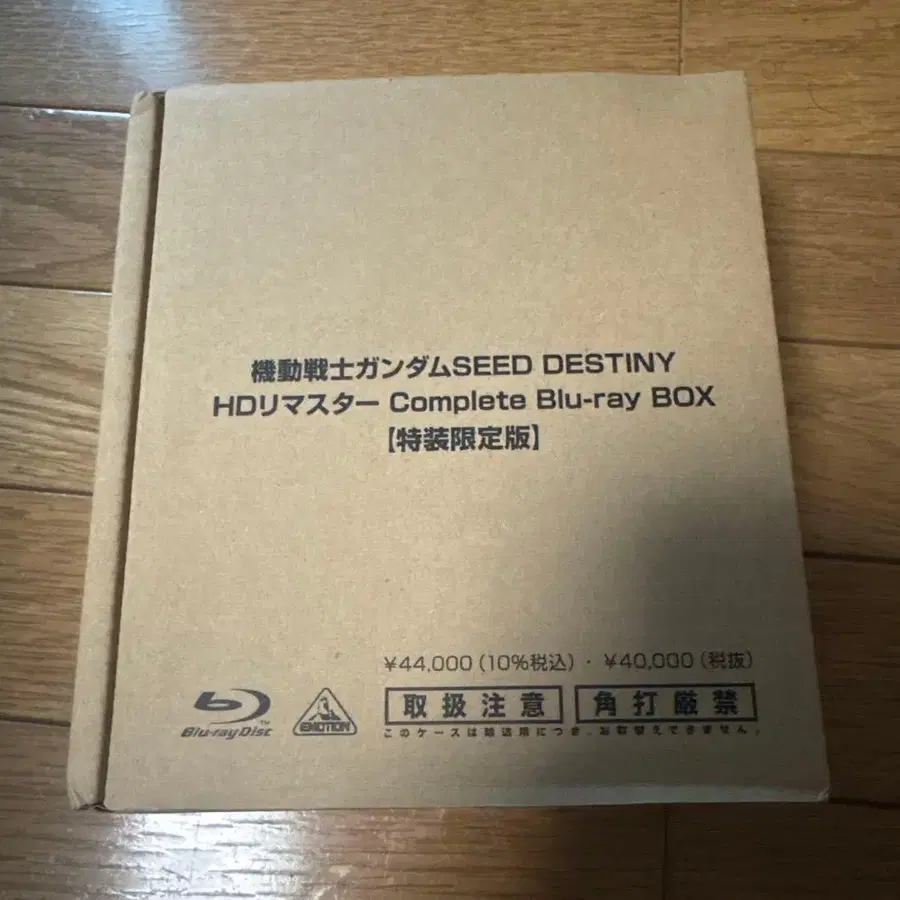 機動戦士ガンダムSEED DESTINY
HDリマスター Complete Blu-ray BOX
【特装限定版】
¥44,000(10%税込)・¥40,000(税抜)
Blu-ray Disc™ EMOTION 取扱注意 角打厳禁
このケースは輸送用につき、お取替えできません。